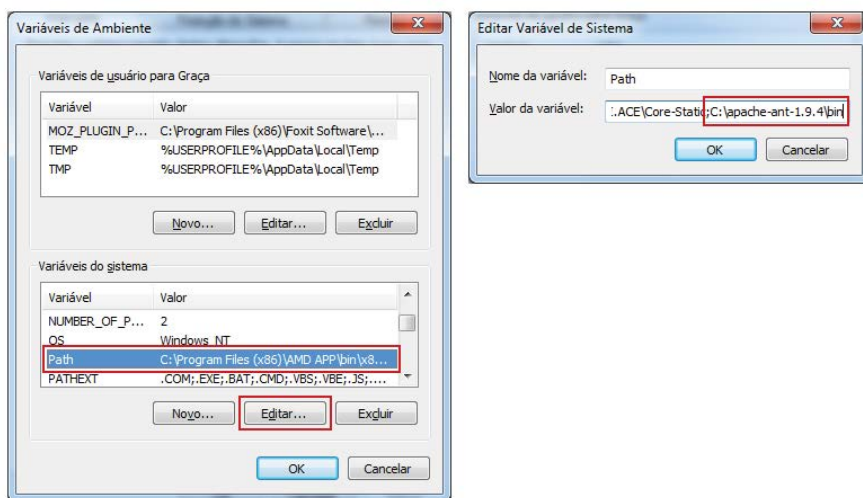 Variáveis de Ambiente
Variáveis de usuário para Graça
Variável Valor
MOZ_PLUGIN_P... C:\Program Files (x86)\Foxit Software\...
TEMP %USERPROFILE%\AppData\Local\Temp
TMP %USERPROFILE%\AppData\Local\Temp
Novo... Editar... Excluir
Variáveis do sistema
Variável Valor
NUMBER_OF_P... 2
OS Windows_NT
Path C:\Program Files (x86)\AMD APP\bin\x8...
PATHEXT .COM;.EXE;.BAT;.CMD;.VBS;.VBE;.JS;....
Novo... Editar... Excluir
OK Cancelar
Editar Variável de Sistema
Nome da variável: Path
Valor da variável: :.ACE\Core-Static;C:\apache-ant-1.9.4\bin
OK Cancelar